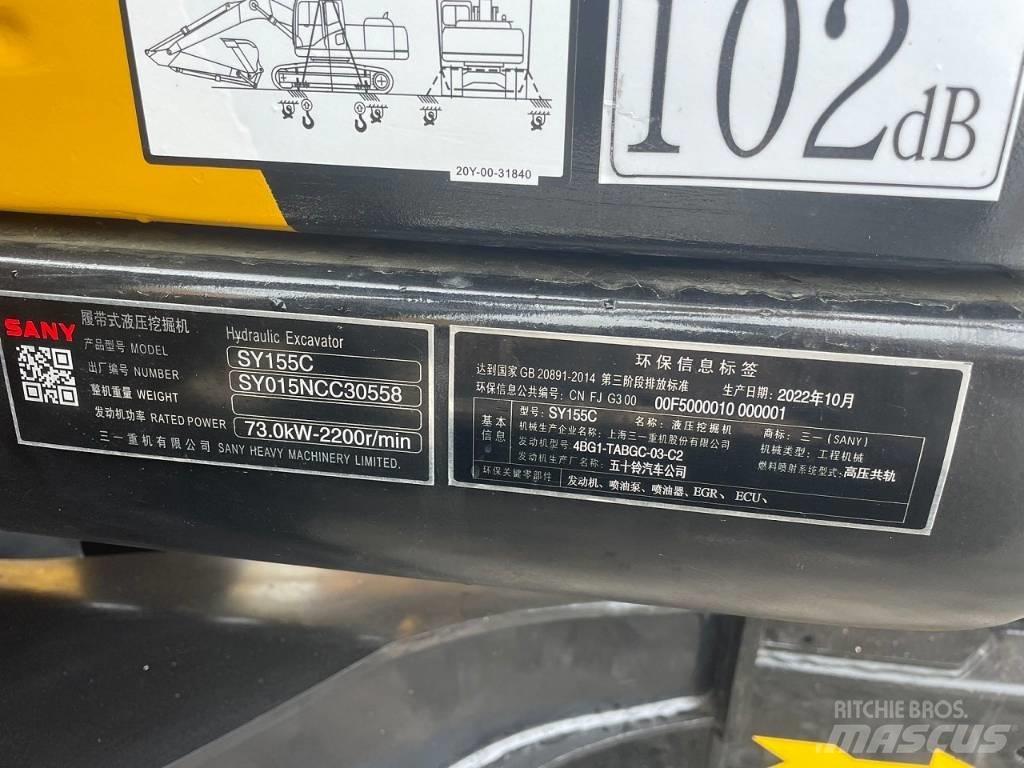 20Y-00-31840
102dB
SANY 履带式液压挖掘机 Hydraulic Excavator
产品型号 MODEL SY155C
出厂编号 NUMBER SY015NCC30558
整机重量 WEIGHT
发动机功率 RATED POWER 73.0kW-2200r/min
三一重机有限公司 SANY HEAVY MACHINERY LIMITED.
环保信息标签
达到国家 GB 20891-2014 第三阶段排放标准 生产日期: 2022年10月
环保信息公共编号: CN FJ G3 00 00F5000010 000001
基本信息
型号: SY155C 名称: 液压挖掘机 商标: 三一 (SANY)
机械生产企业名称: 上海三一重机股份有限公司 机械类型: 工程机械
发动机型号: 4BG1-TABGC-03-C2 燃料喷射系统型式: 高压共轨
发动机生产厂名称: 五十铃汽车公司
环保关键零部件 发动机、喷油泵、喷油器、EGR、ECU、
RITCHIE BROS.
MASCUS